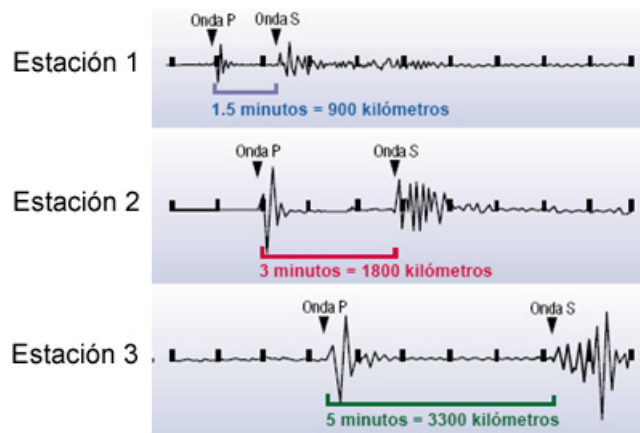 Onda P Onda S
Estación 1
1.5 minutos = 900 kilómetros
Onda P Onda S
Estación 2
3 minutos = 1800 kilómetros
Onda P Onda S
Estación 3
5 minutos = 3300 kilómetros